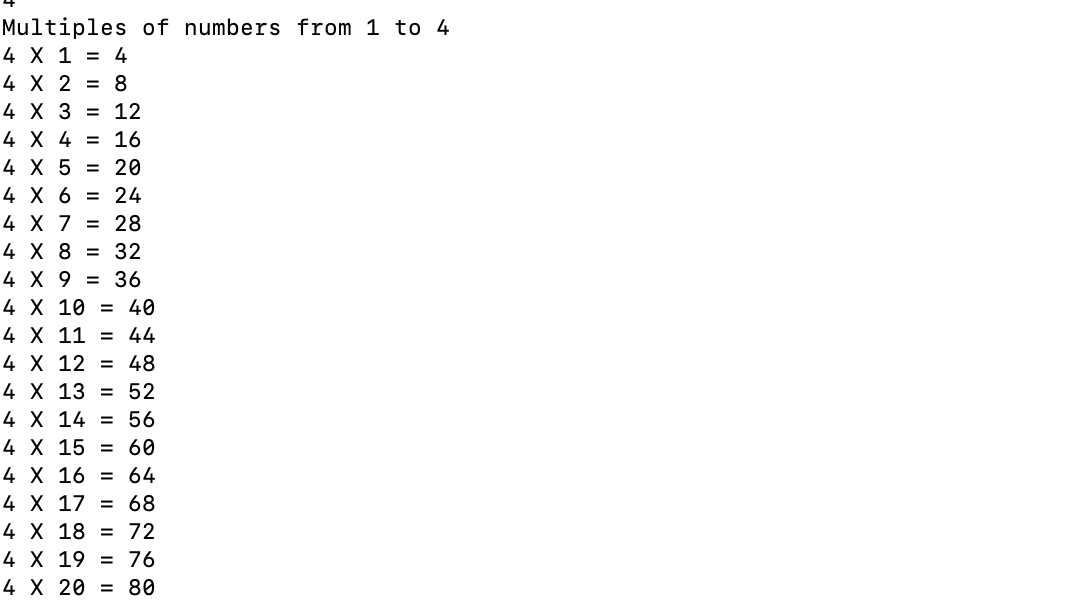 4
Multiples of numbers from 1 to 4
4 X 1 = 4
4 X 2 = 8
4 X 3 = 12
4 X 4 = 16
4 X 5 = 20
4 X 6 = 24
4 X 7 = 28
4 X 8 = 32
4 X 9 = 36
4 X 10 = 40
4 X 11 = 44
4 X 12 = 48
4 X 13 = 52
4 X 14 = 56
4 X 15 = 60
4 X 16 = 64
4 X 17 = 68
4 X 18 = 72
4 X 19 = 76
4 X 20 = 80